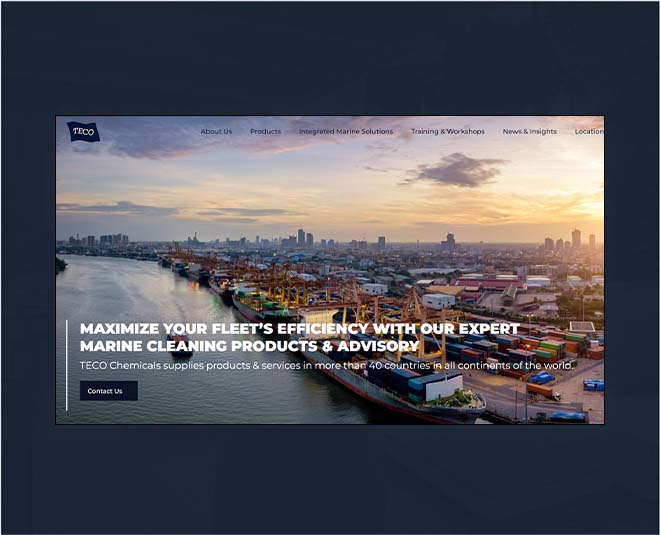 TECO
About Us
Products
Integrated Marine Solutions
Training & Workshops
News & Insights
Location
MAXIMIZE YOUR FLEET'S EFFICIENCY WITH OUR EXPERT
MARINE CLEANING PRODUCTS & ADVISORY
TECO Chemicals supplies products & services in more than 40 countries in all continents of the world.
Contact Us